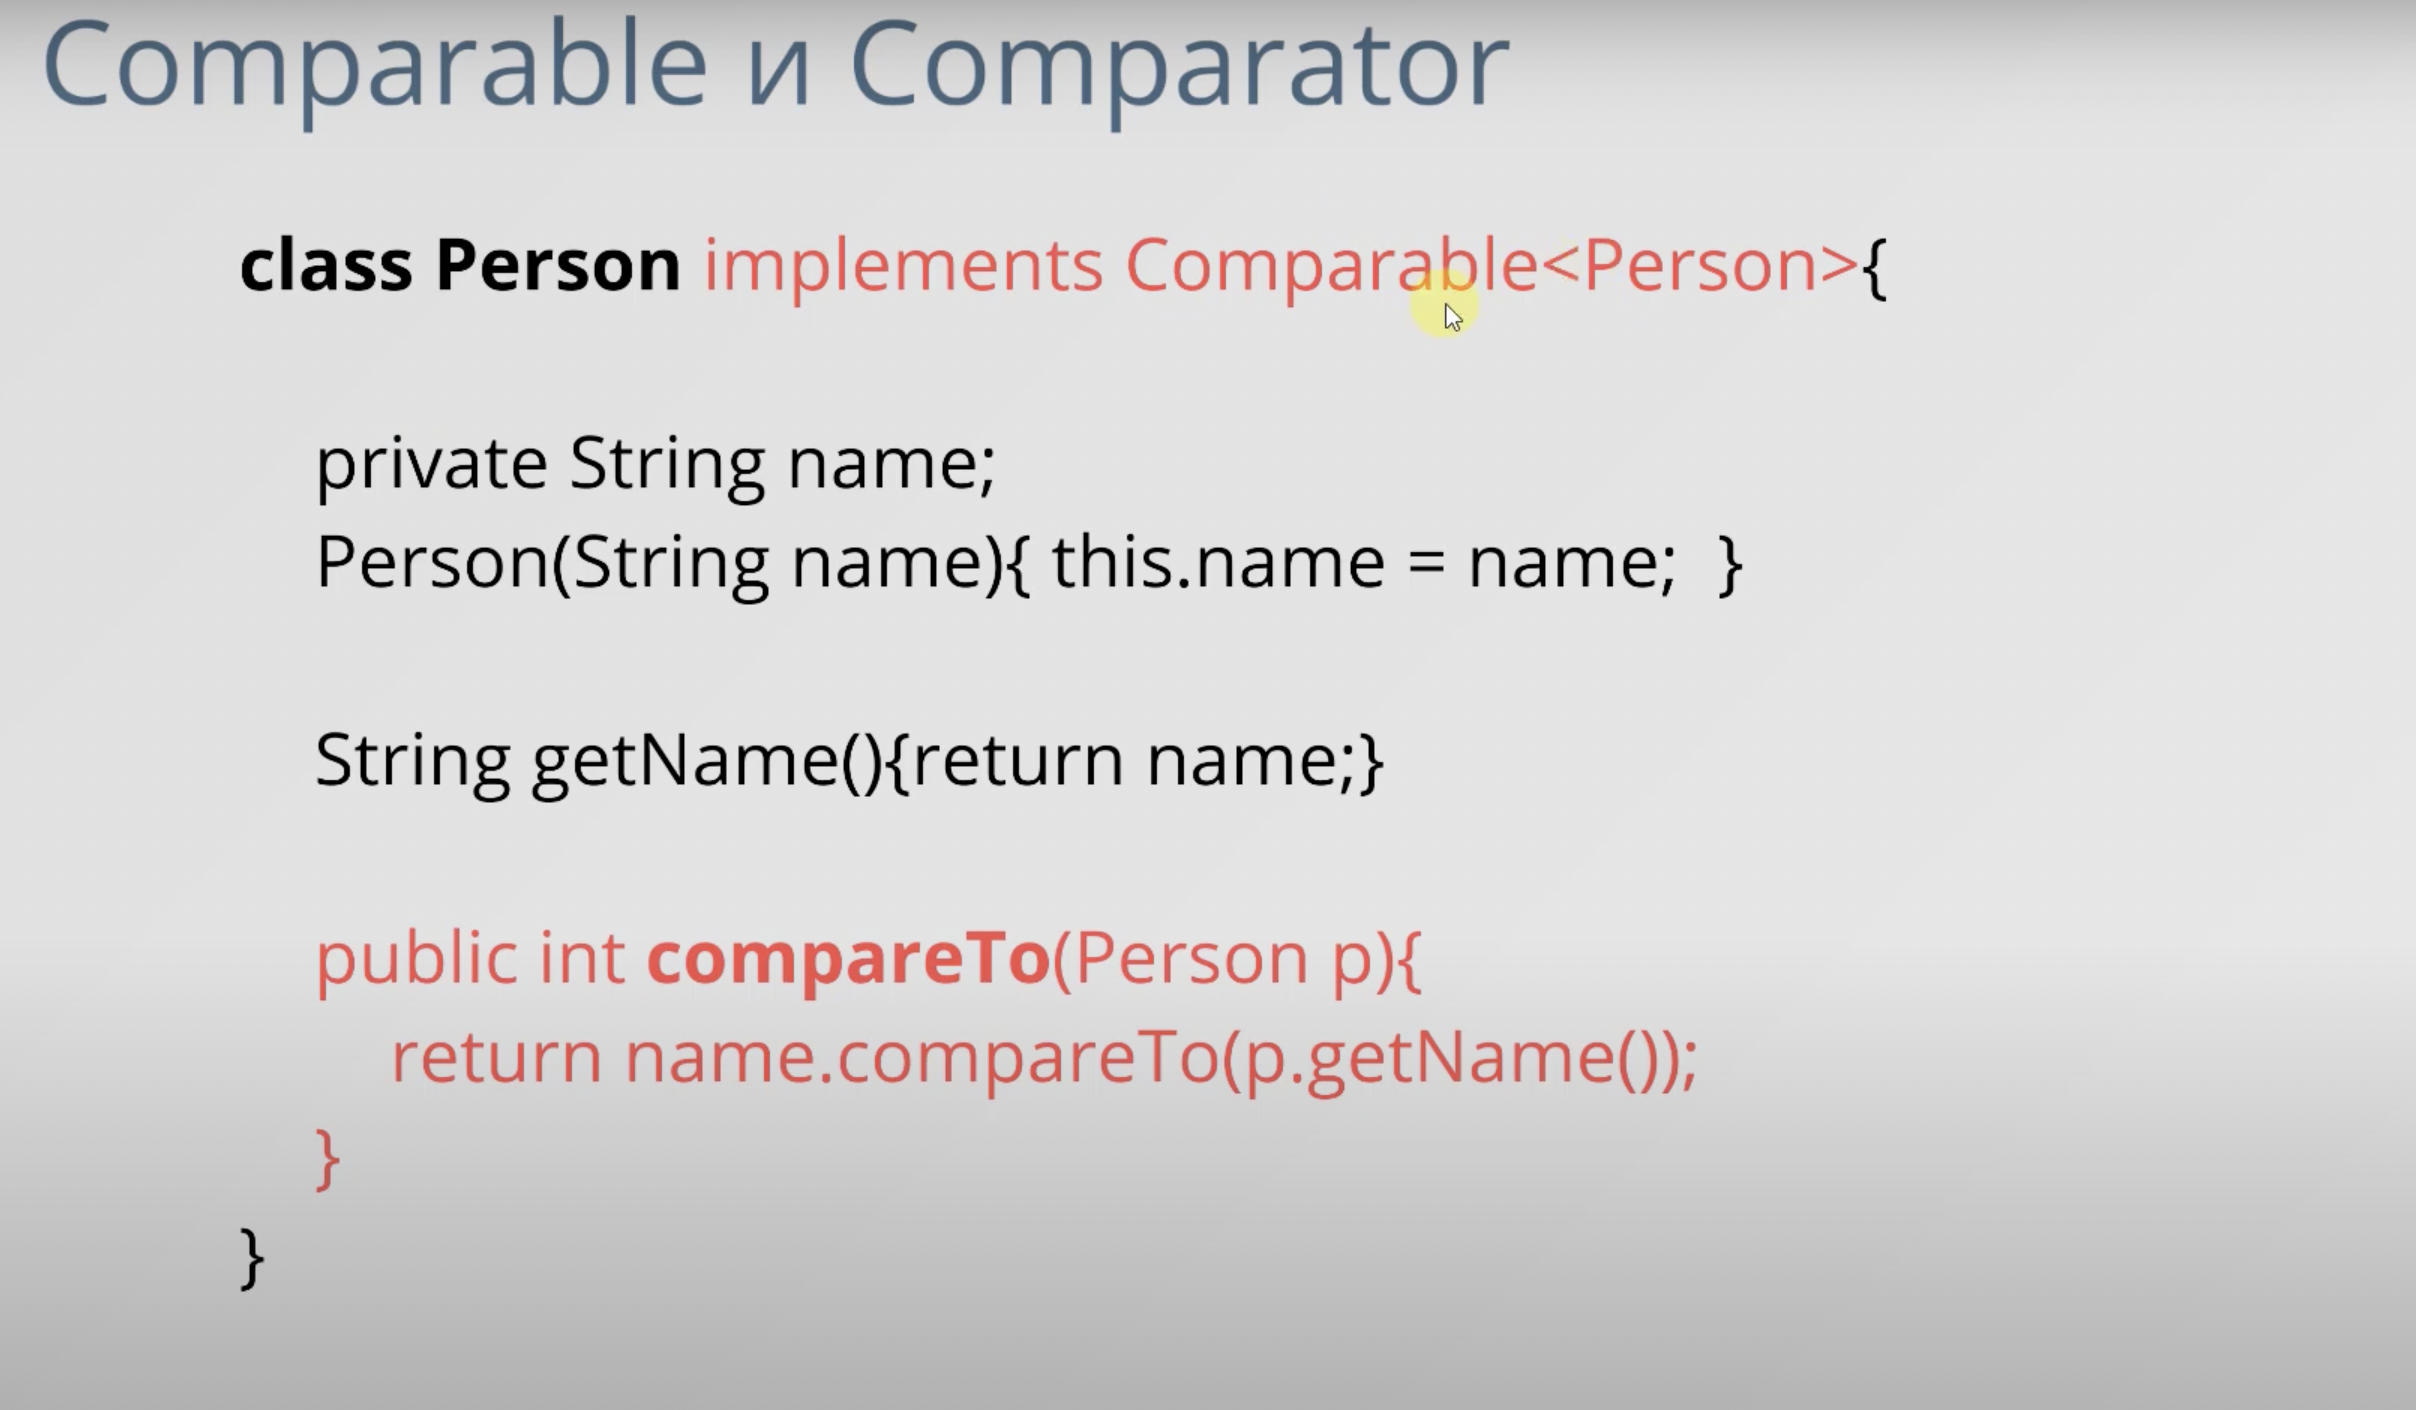 Comparable и Comparator
class Person implements Comparable<Person>{
private String name;
Person(String name){ this.name = name;  }
String getName(){return name;}
public int compareTo(Person p){
return name.compareTo(p.getName());
}
}